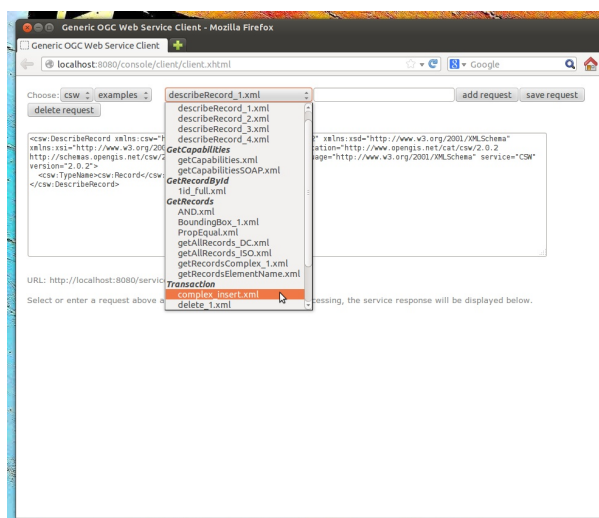 Generic OGC Web Service Client - Mozilla Firefox
Generic OGC Web Service Client
localhost:8080/console/client/client.xhtml
Google
Choose: csw examples describeRecord_1.xml add request save request
delete request
describeRecord_1.xml
describeRecord_2.xml
describeRecord_3.xml
describeRecord_4.xml
GetCapabilities
getCapabilities.xml
getCapabilitiesSOAP.xml
GetRecordById
1id_full.xml
GetRecords
AND.xml
BoundingBox_1.xml
PropEqual.xml
getAllRecords_DC.xml
getAllRecords_ISO.xml
getRecordsComplex_1.xml
getRecordsElementName.xml
Transaction
complex_insert.xml
delete_1.xml
<csw:DescribeRecord xmlns:csw="h 2" xmlns:xsd="http://www.w3.org/2001/XMLSchema"
xmlns:xsi="http://www.w3.org/200 cation="http://www.opengis.net/cat/csw/2.0.2
http://schemas.opengis.net/csw/2 uage="http://www.w3.org/2001/XMLSchema" service="CSW"
version="2.0.2">
<csw:TypeName>csw:Record</csw:
</csw:DescribeRecord>
URL: http://localhost:8080/servic
Select or enter a request above a cessing, the service response will be displayed below.